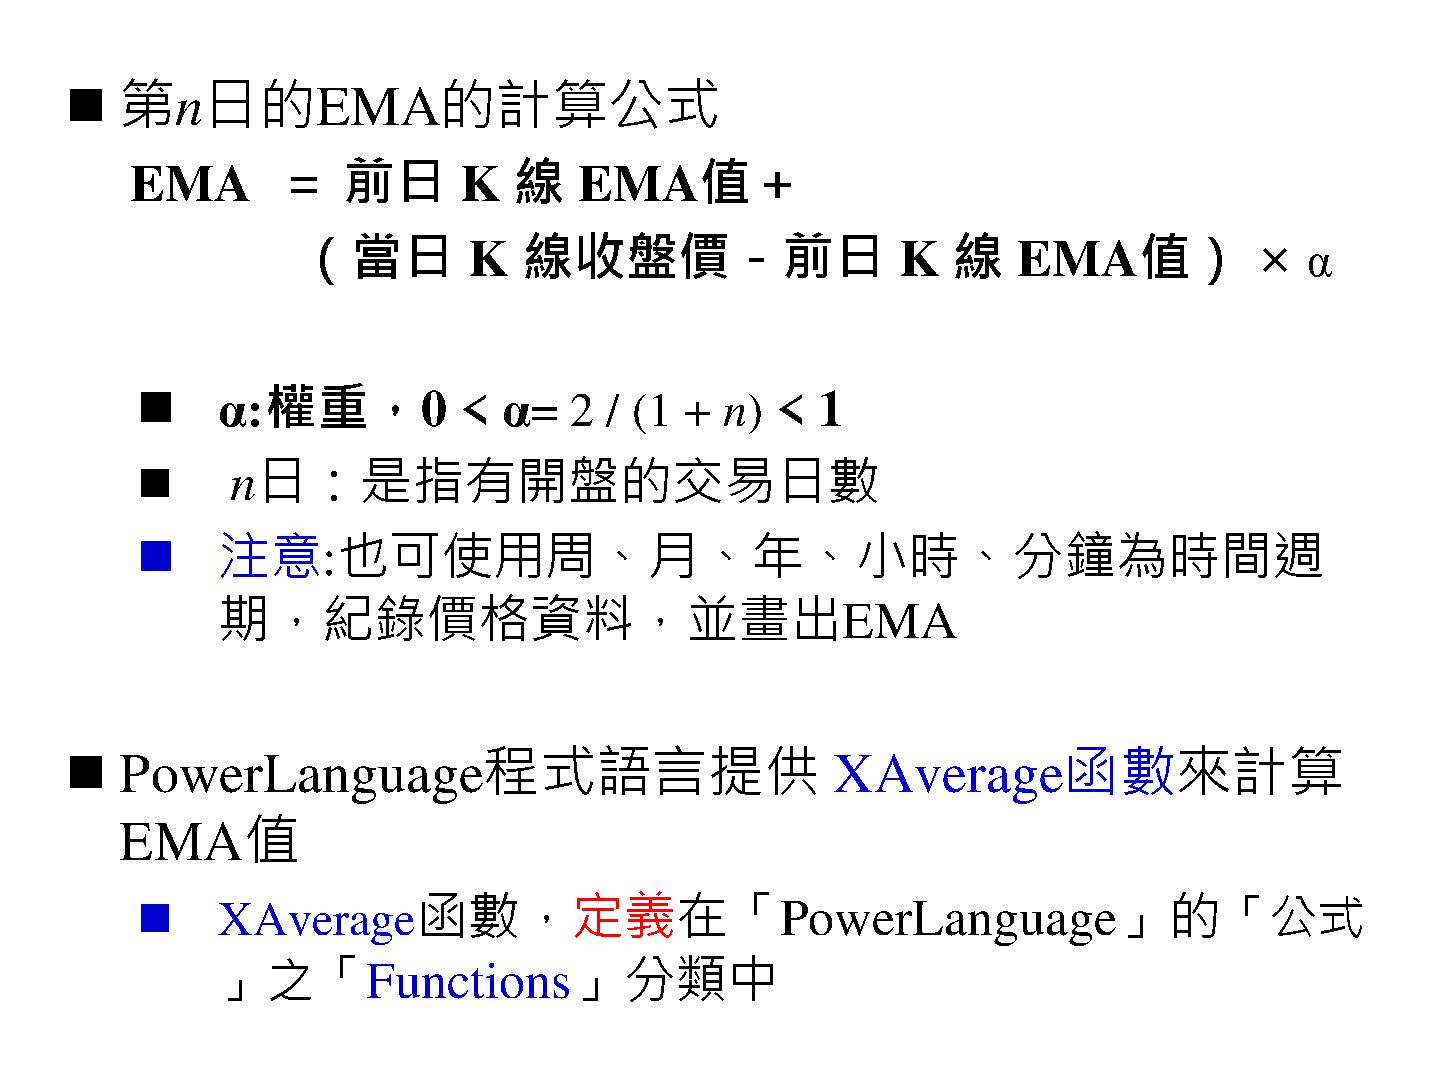 ■ 第n日的EMA的計算公式
EMA = 前日 K 線 EMA值 +
( 當日 K 線收盤價 - 前日 K 線 EMA值 ) × α
■ α:權重,0 < α= 2 / (1 + n) < 1
■ n日：是指有開盤的交易日數
■ 注意:也可使用周、月、年、小時、分鐘為時間週
期，紀錄價格資料，並畫出EMA
■ PowerLanguage程式語言提供 XAverage函數來計算
EMA值
■ XAverage函數，定義在「PowerLanguage」的「公式
」之「Functions」分類中